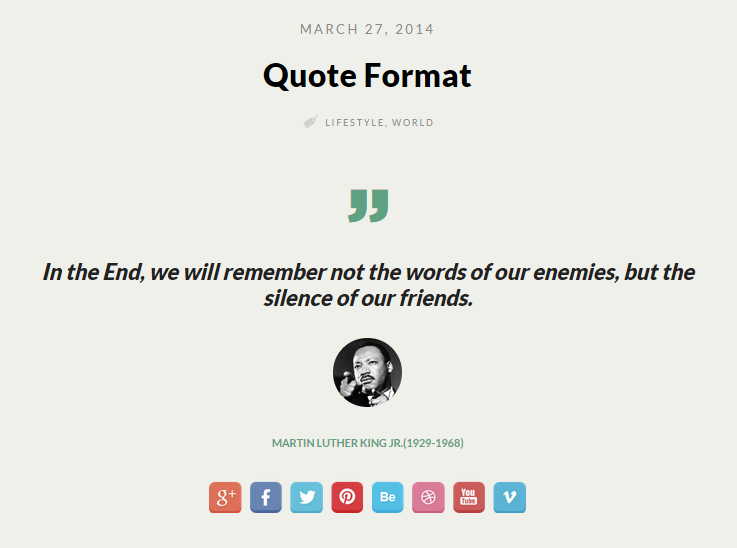 MARCH 27, 2014
Quote Format
LIFESTYLE, WORLD
”
In the End, we will remember not the words of our enemies, but the
silence of our friends.
MARTIN LUTHER KING JR.(1929-1968)
g+ f Bē You Tube v